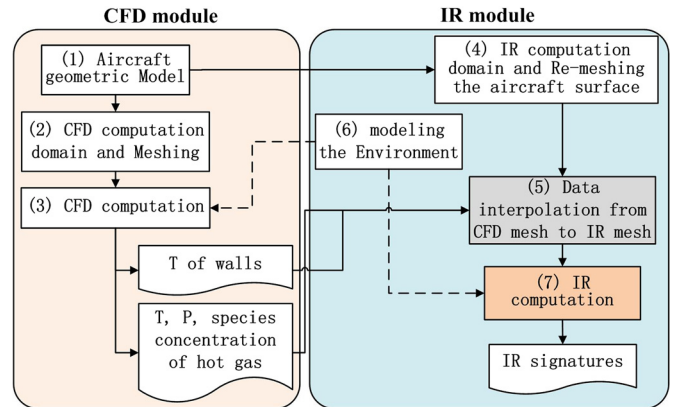 CFD module
IR module
(1) Aircraft
geometric Model
(2) CFD computation
domain and Meshing
(3) CFD computation
T of walls
T, P, species
concentration
of hot gas
(4) IR computation
domain and Re-meshing
the aircraft surface
(6) modeling
the Environment
(5) Data
interpolation from
CFD mesh to IR mesh
(7) IR
computation
IR signatures